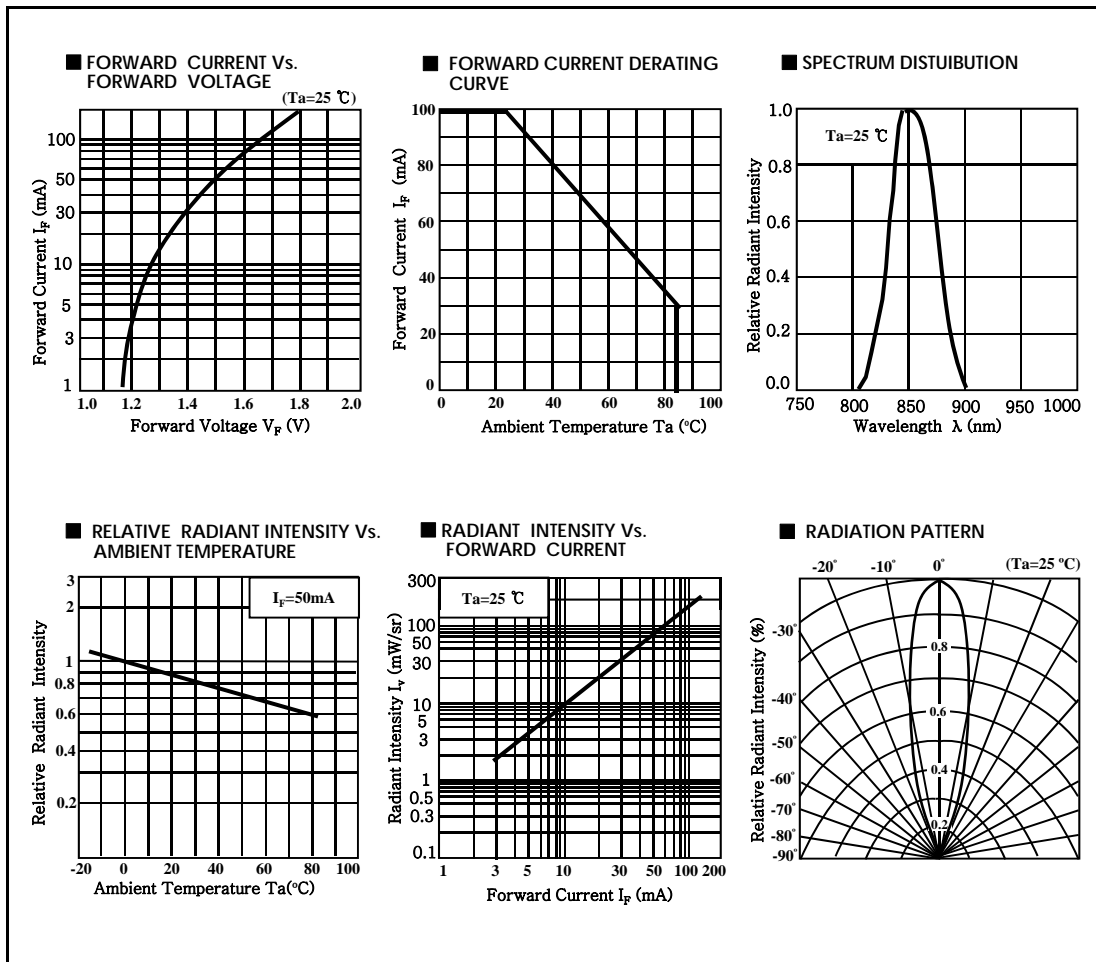 ■ FORWARD CURRENT Vs.
FORWARD VOLTAGE
(Ta=25 ℃)
100
50
30
10
5
3
1
Forward Current I_F (mA)
1.0 1.2 1.4 1.6 1.8 2.0
Forward Voltage V_F (V)
■ FORWARD CURRENT DERATING
CURVE
100
80
60
40
20
0
Forward Current I_F (mA)
0 20 40 60 80 100
Ambient Temperature Ta (°C)
■ SPECTRUM DISTUIBUTION
Ta=25 ℃
1.0
0.8
0.6
0.4
0.2
0.0
Relative Radiant Intensity
750 800 850 900 950 1000
Wavelength λ (nm)
■ RELATIVE RADIANT INTENSITY Vs.
AMBIENT TEMPERATURE
I_F=50mA
3
2
1
0.8
0.6
0.4
0.2
Relative Radiant Intensity
-20 0 20 40 60 80 100
Ambient Temperature Ta(°C)
■ RADIANT INTENSITY Vs.
FORWARD CURRENT
Ta=25 ℃
300
100
50
30
10
5
3
1
0.5
0.3
0.1
Radiant Intensity I_v (mW/sr)
1 3 5 10 30 50 100 200
Forward Current I_F (mA)
■ RADIATION PATTERN
-20° -10° 0° (Ta=25 °C)
-30°
-40°
-50°
-60°
-70°
-80°
-90°
0.8
0.6
0.4
0.2
Relative Radiant Intensity (%)